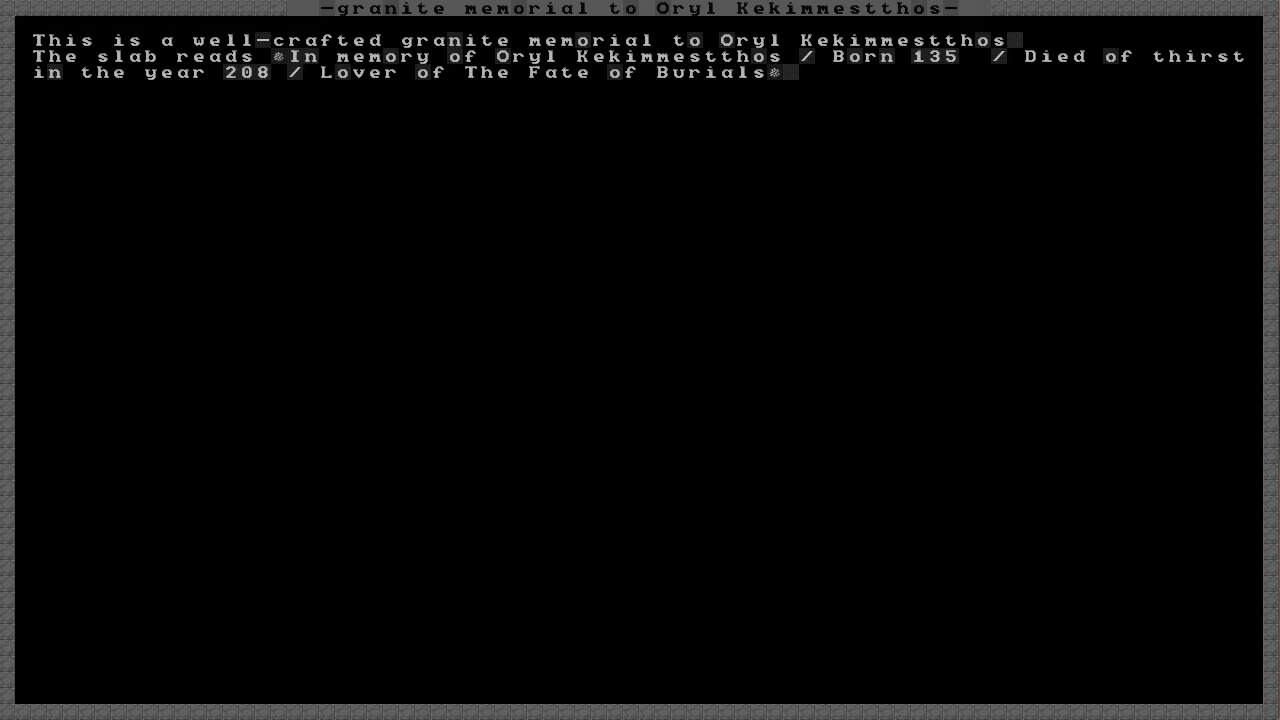 -granite memorial to Oryl Kekimmestthos-
This is a well-crafted granite memorial to Oryl Kekimmestthos
The slab reads "In memory of Oryl Kekimmestthos / Born 135 / Died of thirst
in the year 208 / Lover of The Fate of Burials"